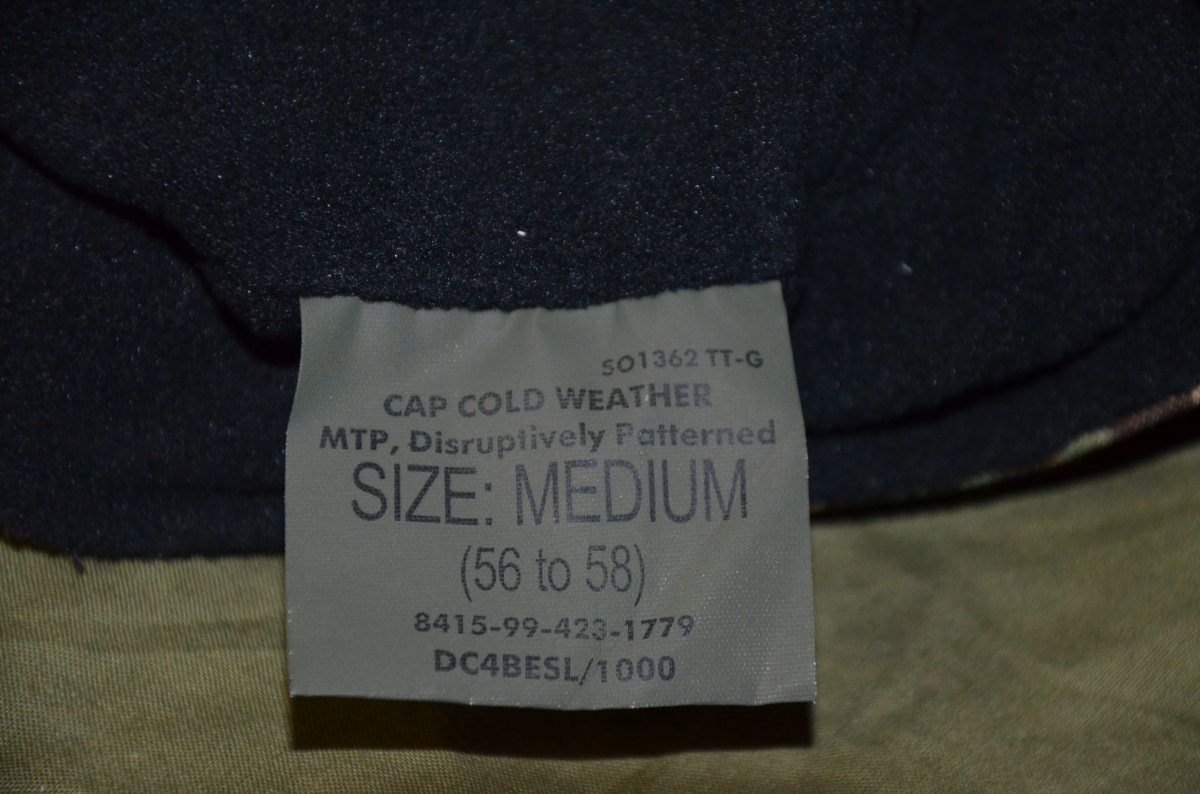 SO1362 TT-G
CAP COLD WEATHER
MTP, Disruptively Patterned
SIZE: MEDIUM
(56 to 58)
8415-99-423-1779
DC4BESL/1000